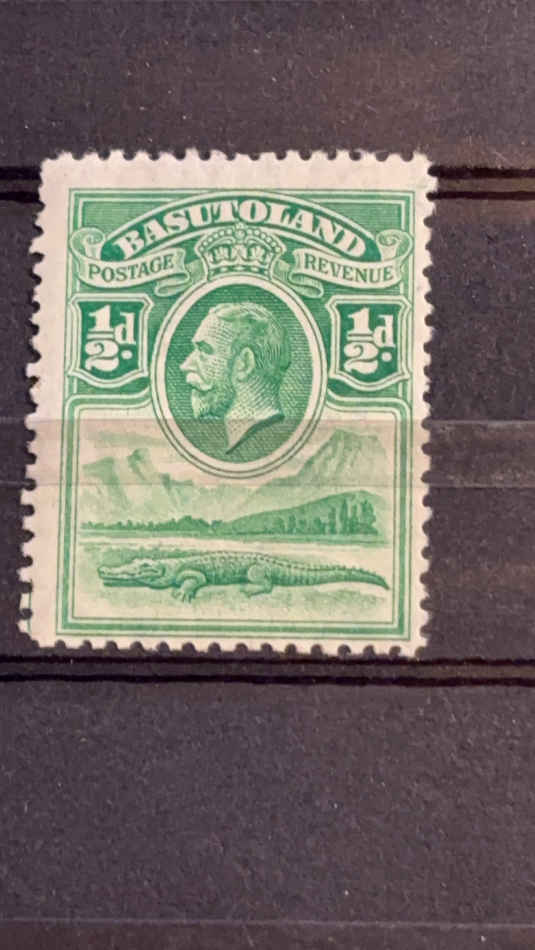 BASUTOLAND
POSTAGE REVENUE
½d. ½d.